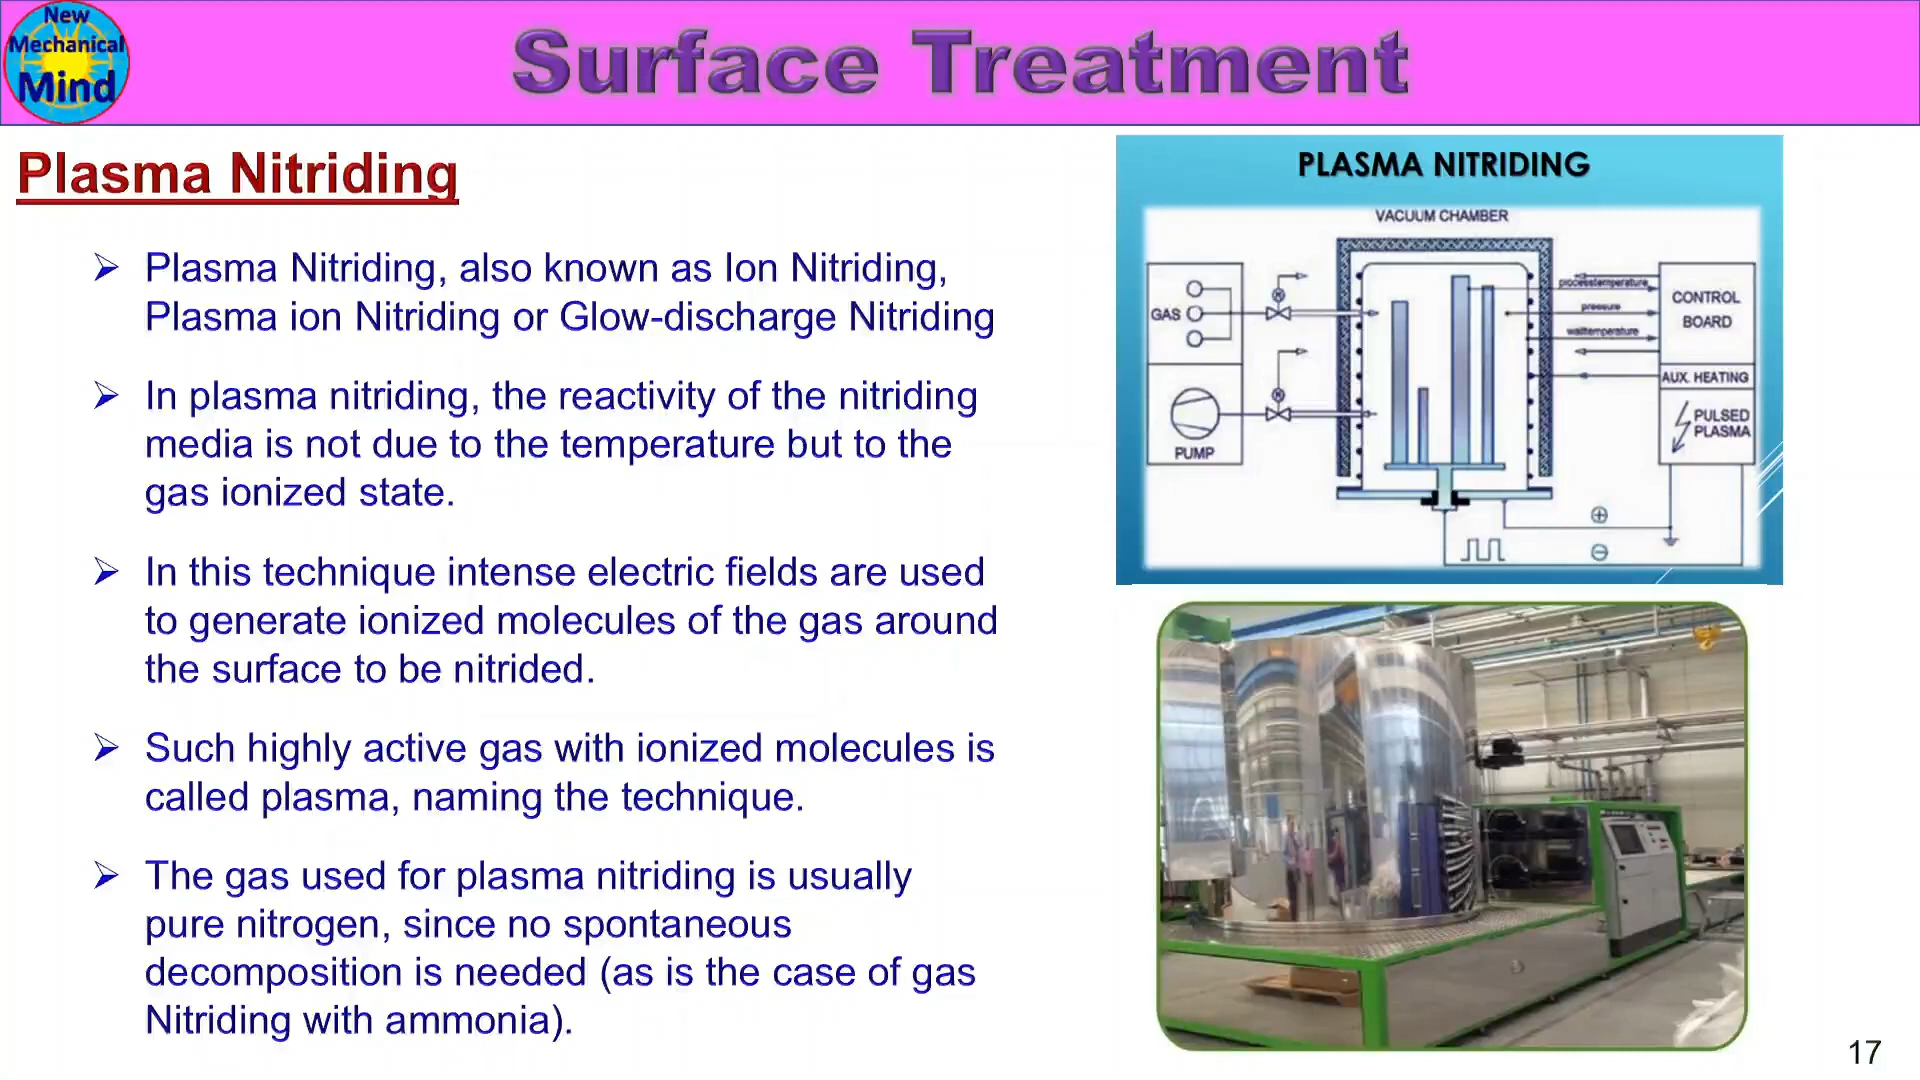 New
Mechanical
Mind
Surface Treatment
Plasma Nitriding
Plasma Nitriding, also known as Ion Nitriding,
Plasma ion Nitriding or Glow-discharge Nitriding
In plasma nitriding, the reactivity of the nitriding
media is not due to the temperature but to the
gas ionized state.
In this technique intense electric fields are used
to generate ionized molecules of the gas around
the surface to be nitrided.
Such highly active gas with ionized molecules is
called plasma, naming the technique.
The gas used for plasma nitriding is usually
pure nitrogen, since no spontaneous
decomposition is needed (as is the case of gas
Nitriding with ammonia).
PLASMA NITRIDING
VACUUM CHAMBER
GAS
PUMP
processtemperature
pressure
walltemperature
CONTROL
BOARD
AUX. HEATING
PULSED
PLASMA
17